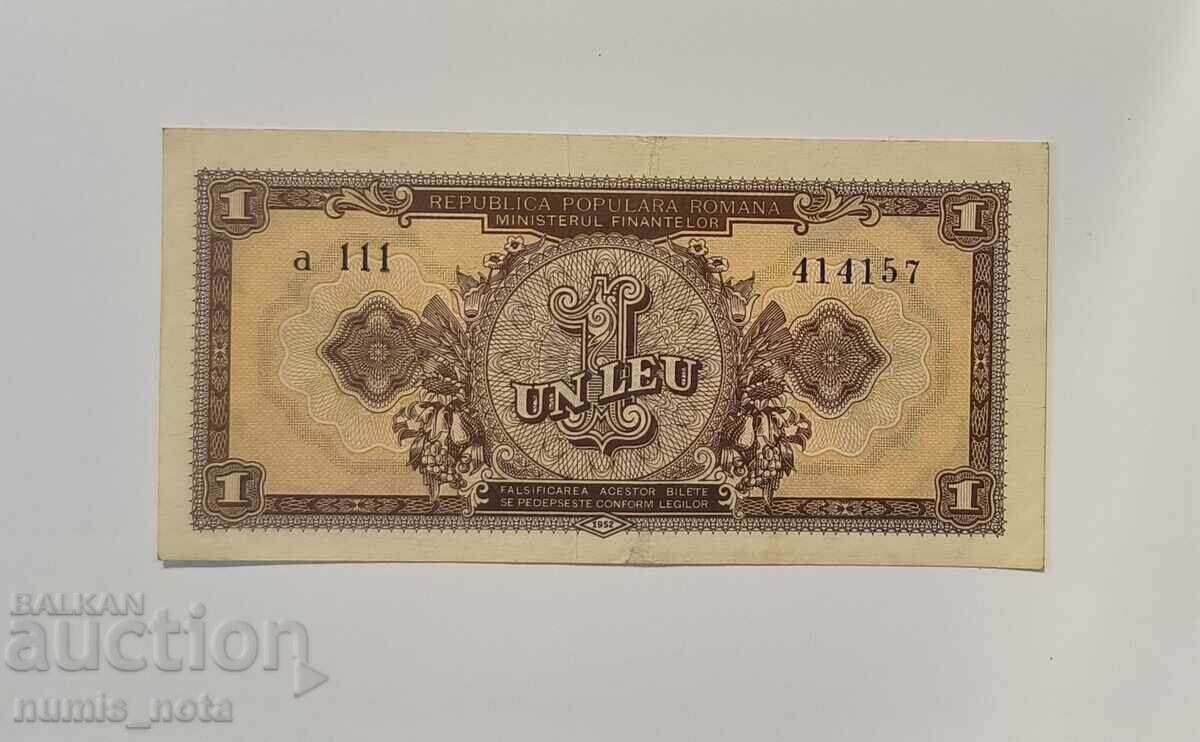 1 REPUBLICA POPULARA ROMANA 1
MINISTERUL FINANTELOR
a 111 414157
1
UN LEU
1 FALSIFICAREA ACESTOR BILETE 1
SE PEDEPSESTE CONFORM LEGILOR
1952
BALKAN
auction
numis_nota